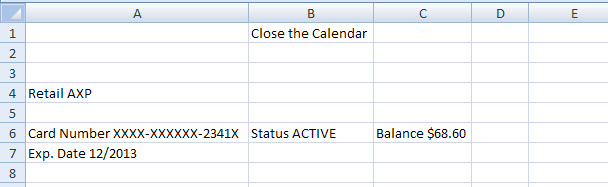 A B C D E
1 Close the Calendar
2
3
4 Retail AXP
5
6 Card Number XXXX-XXXXXX-2341X Status ACTIVE Balance $68.60
7 Exp. Date 12/2013
8